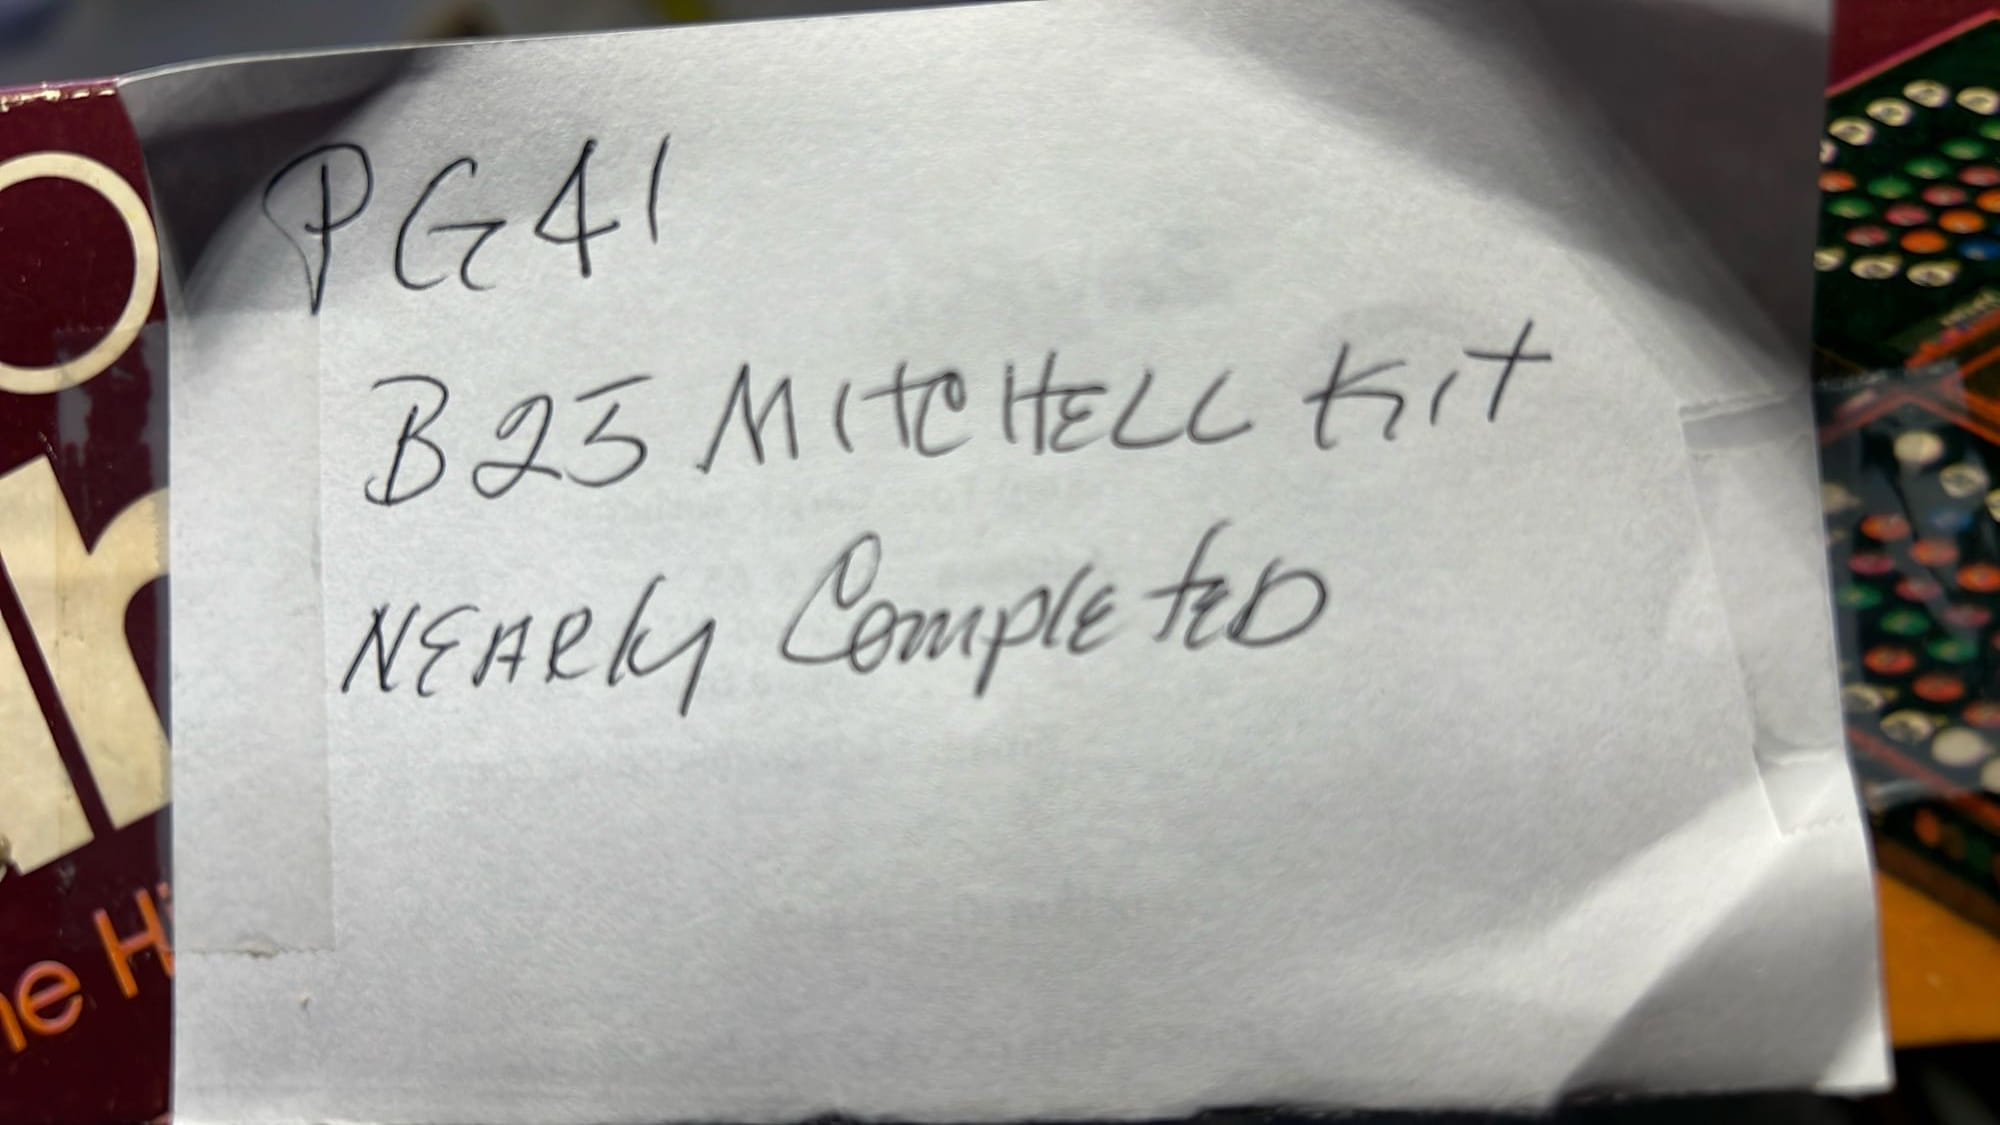 PG41
B25 MITCHELL KIT
NEARLY COMPLETED